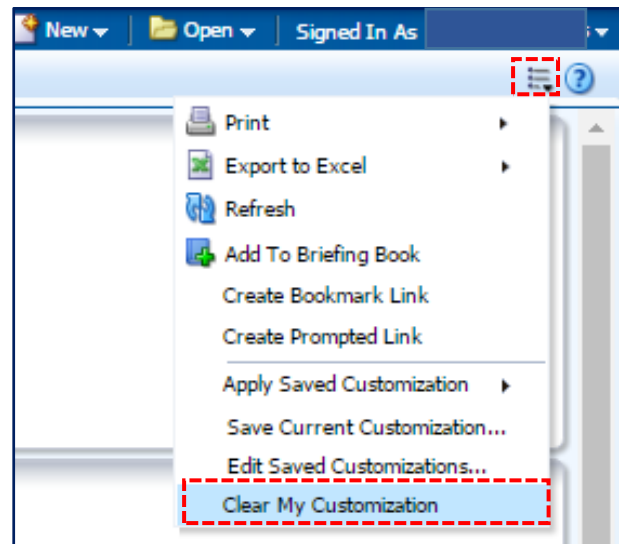 New Open Signed In As
Print
Export to Excel
Refresh
Add To Briefing Book
Create Bookmark Link
Create Prompted Link
Apply Saved Customization
Save Current Customization...
Edit Saved Customizations...
Clear My Customization